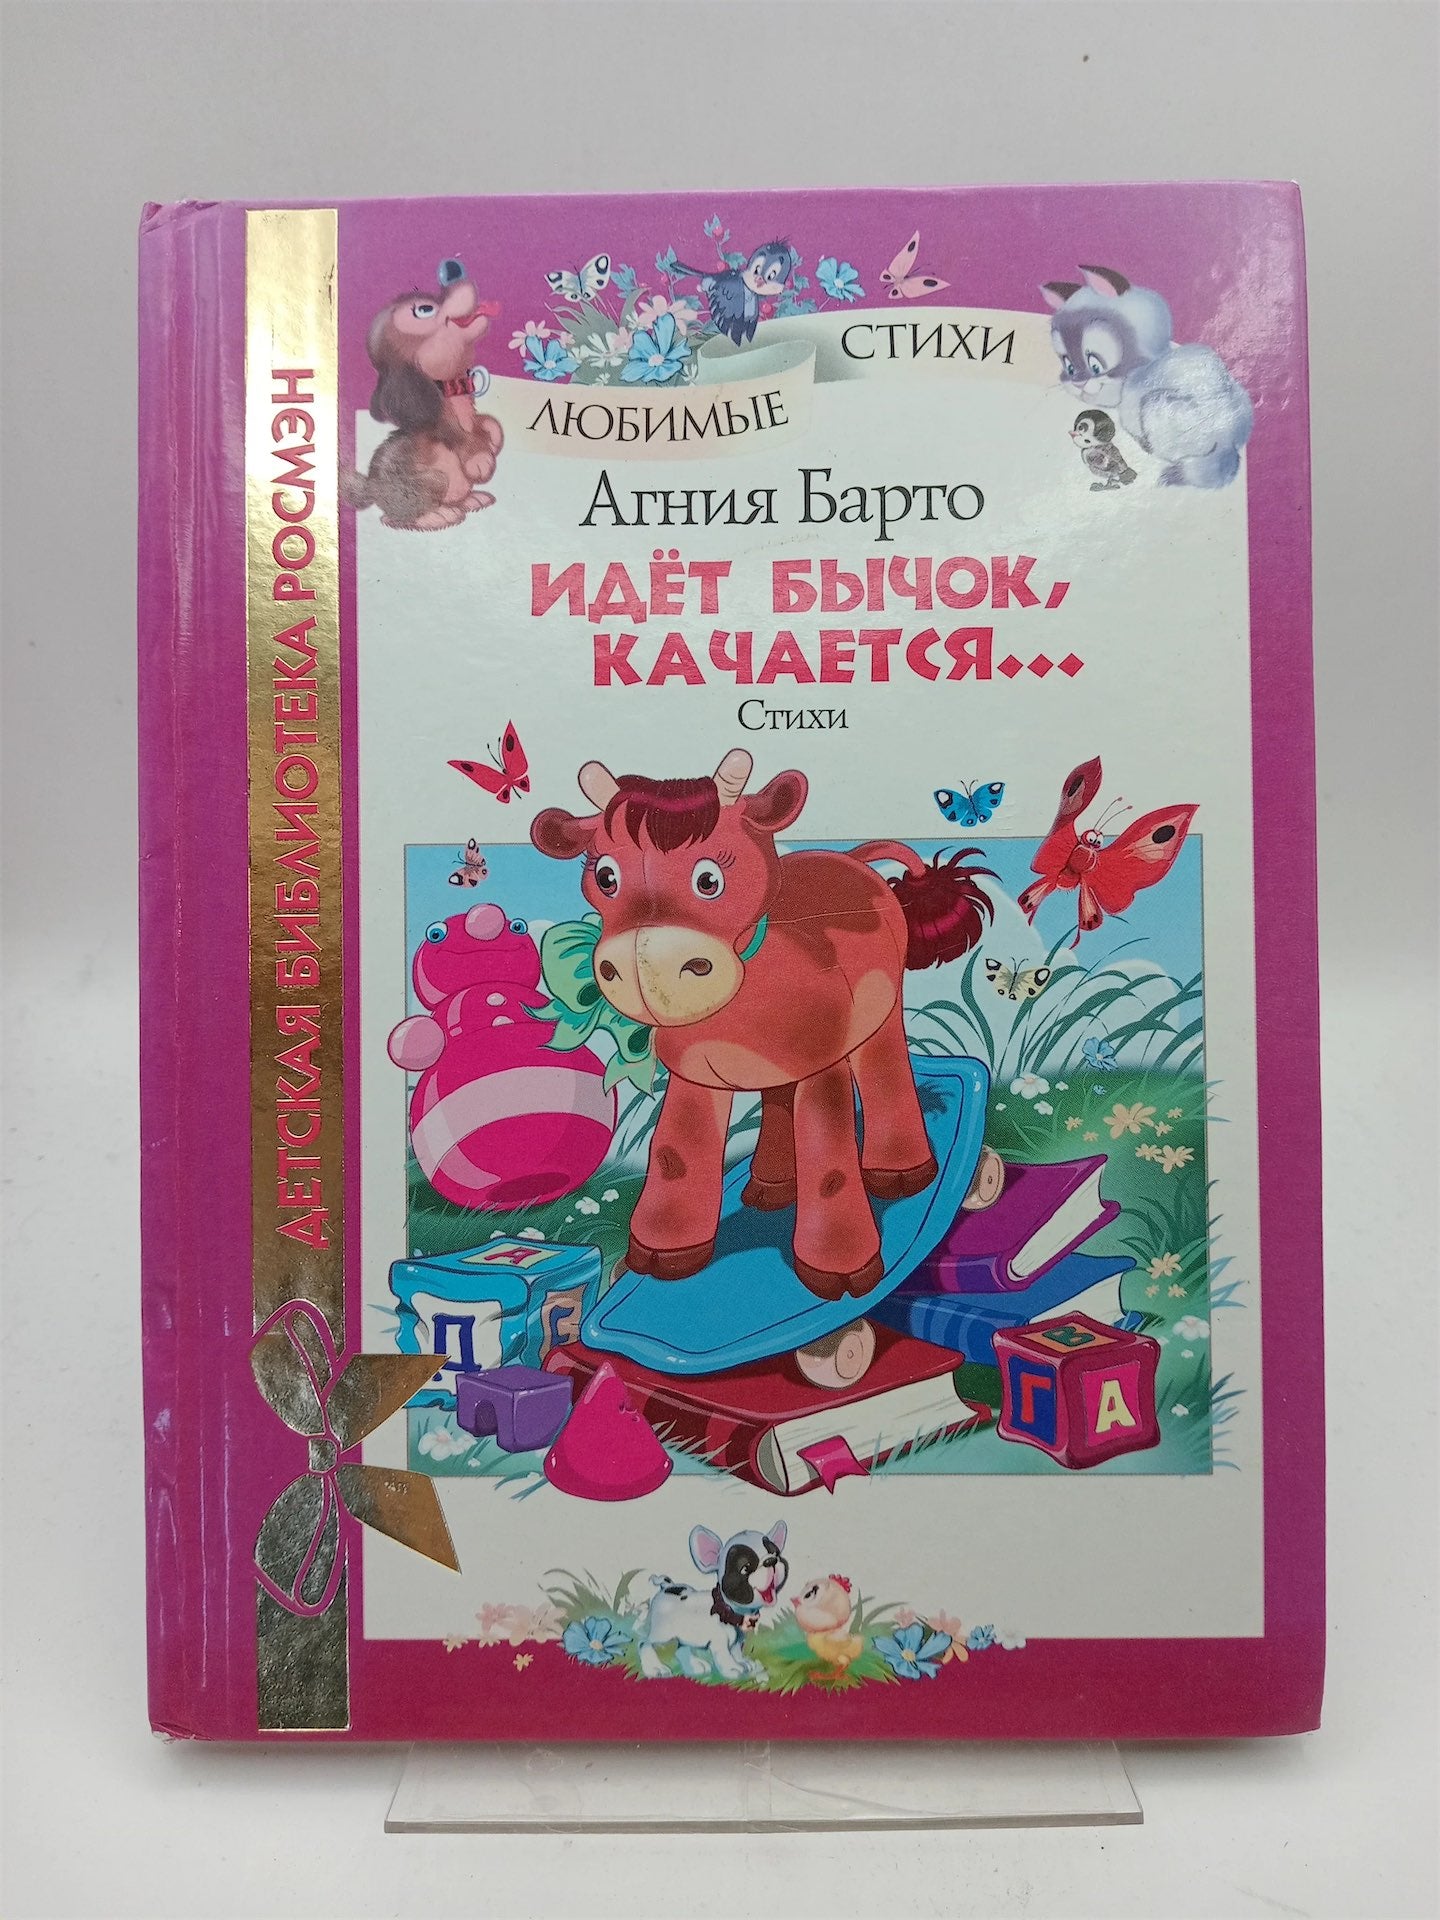 ДЕТСКАЯ БИБЛИОТЕКА РОСМЭН
ЛЮБИМЫЕ
СТИХИ
Агния Барто
ИДЁТ БЫЧОК,
КАЧАЕТСЯ...
Стихи
А
Д
Е
В
Г
А